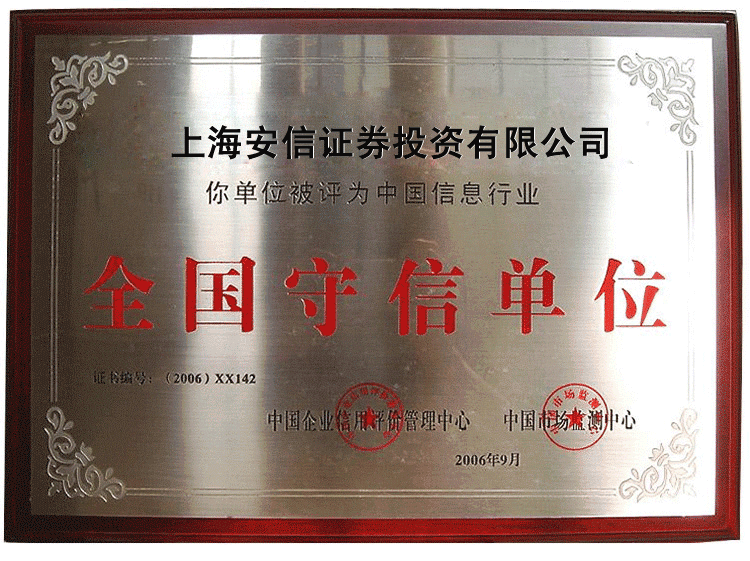 上海安信证券投资有限公司
你单位被评为中国信息行业
全国守信单位
证书编号：（2006）XX142
中国企业信用评价管理中心 中国市场监测中心
2006年9月